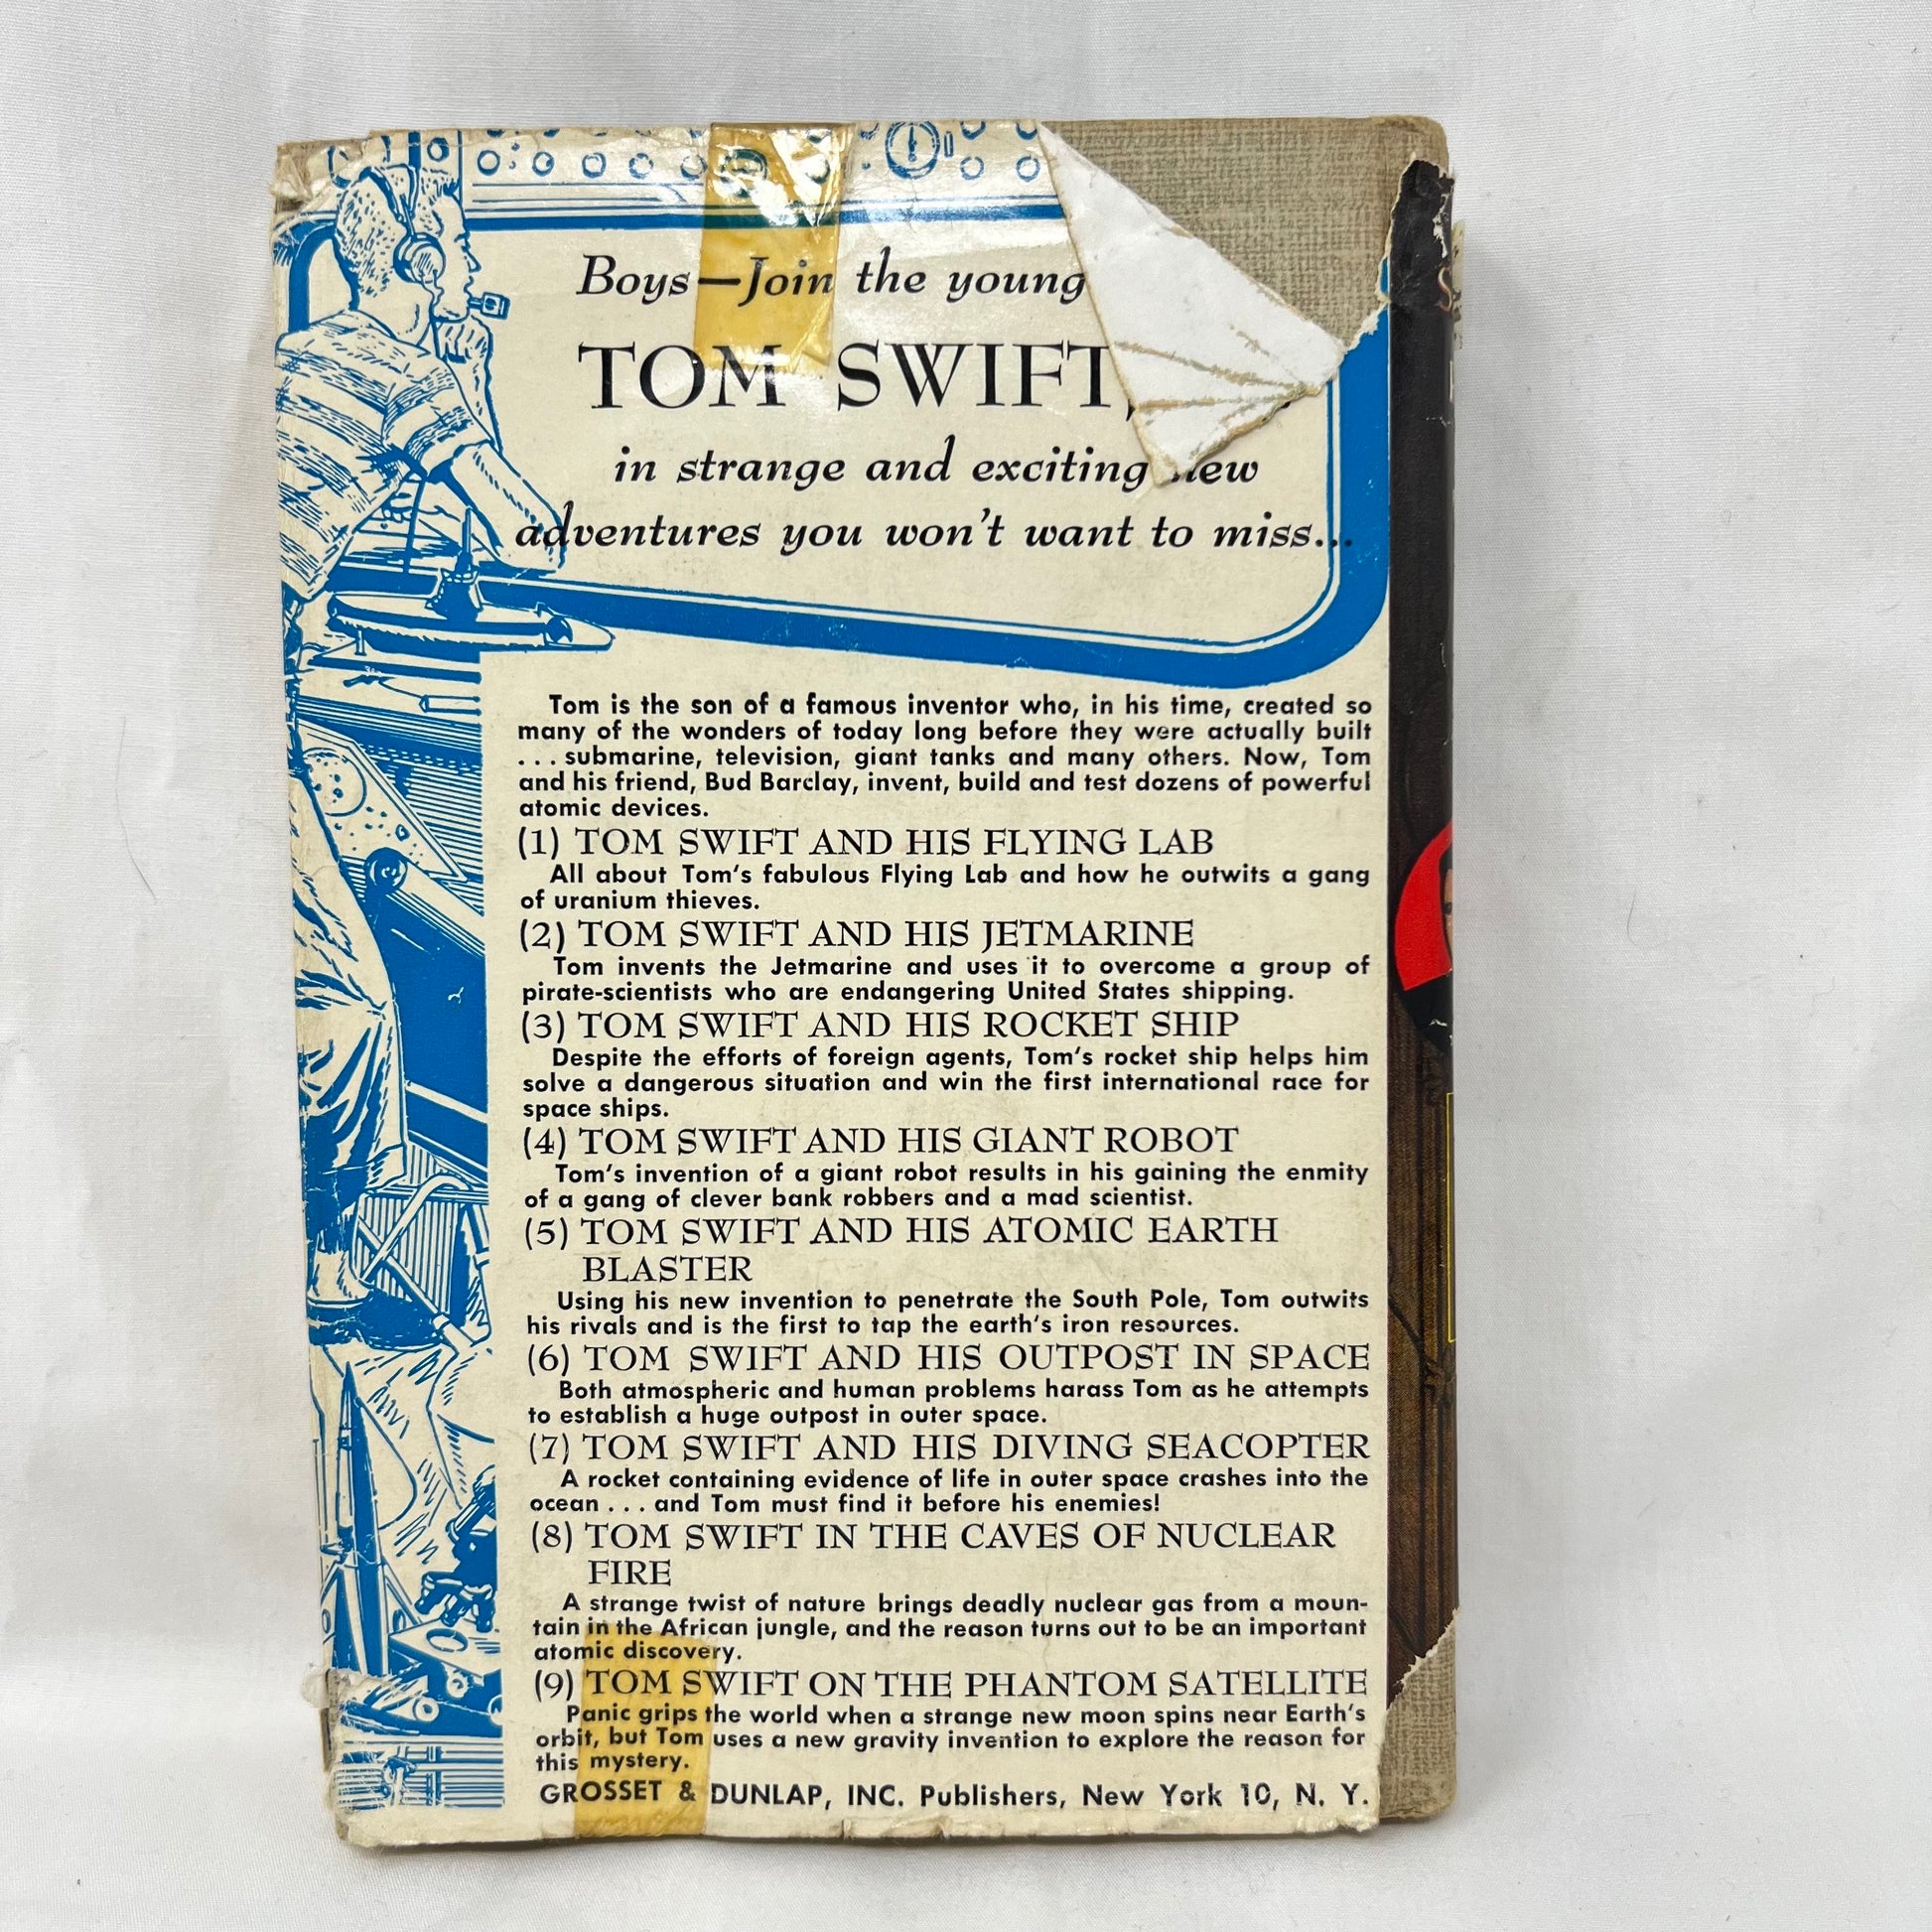 Boys—Join the young
TOM SWIFT,
in strange and exciting
adventures you won't want to miss...
Tom is the son of a famous inventor who, in his time, created so
many of the wonders of today long before they were actually built
... submarine, television, giant tanks and many others. Now, Tom
and his friend, Bud Barclay, invent, build and test dozens of powerful
atomic devices.
(1) TOM SWIFT AND HIS FLYING LAB
All about Tom's fabulous Flying Lab and how he outwits a gang
of uranium thieves.
(2) TOM SWIFT AND HIS JETMARINE
Tom invents the Jetmarine and uses it to overcome a group of
pirate-scientists who are endangering United States shipping.
(3) TOM SWIFT AND HIS ROCKET SHIP
Despite the efforts of foreign agents, Tom's rocket ship helps him
solve a dangerous situation and win the first international race for
space ships.
(4) TOM SWIFT AND HIS GIANT ROBOT
Tom's invention of a giant robot results in his gaining the enmity
of a gang of clever bank robbers and a mad scientist.
(5) TOM SWIFT AND HIS ATOMIC EARTH
BLASTER
Using his new invention to penetrate the South Pole, Tom outwits
his rivals and is the first to tap the earth's iron resources.
(6) TOM SWIFT AND HIS OUTPOST IN SPACE
Both atmospheric and human problems harass Tom as he attempts
to establish a huge outpost in outer space.
(7) TOM SWIFT AND HIS DIVING SEACOPTER
A rocket containing evidence of life in outer space crashes into the
ocean ... and Tom must find it before his enemies!
(8) TOM SWIFT IN THE CAVES OF NUCLEAR
FIRE
A strange twist of nature brings deadly nuclear gas from a moun-
tain in the African jungle, and the reason turns out to be an important
atomic discovery.
(9) TOM SWIFT ON THE PHANTOM SATELLITE
Panic grips the world when a strange new moon spins near Earth's
orbit, but Tom uses a new gravity invention to explore the reason for
this mystery.
GROSSET & DUNLAP, INC. Publishers, New York 10, N. Y.